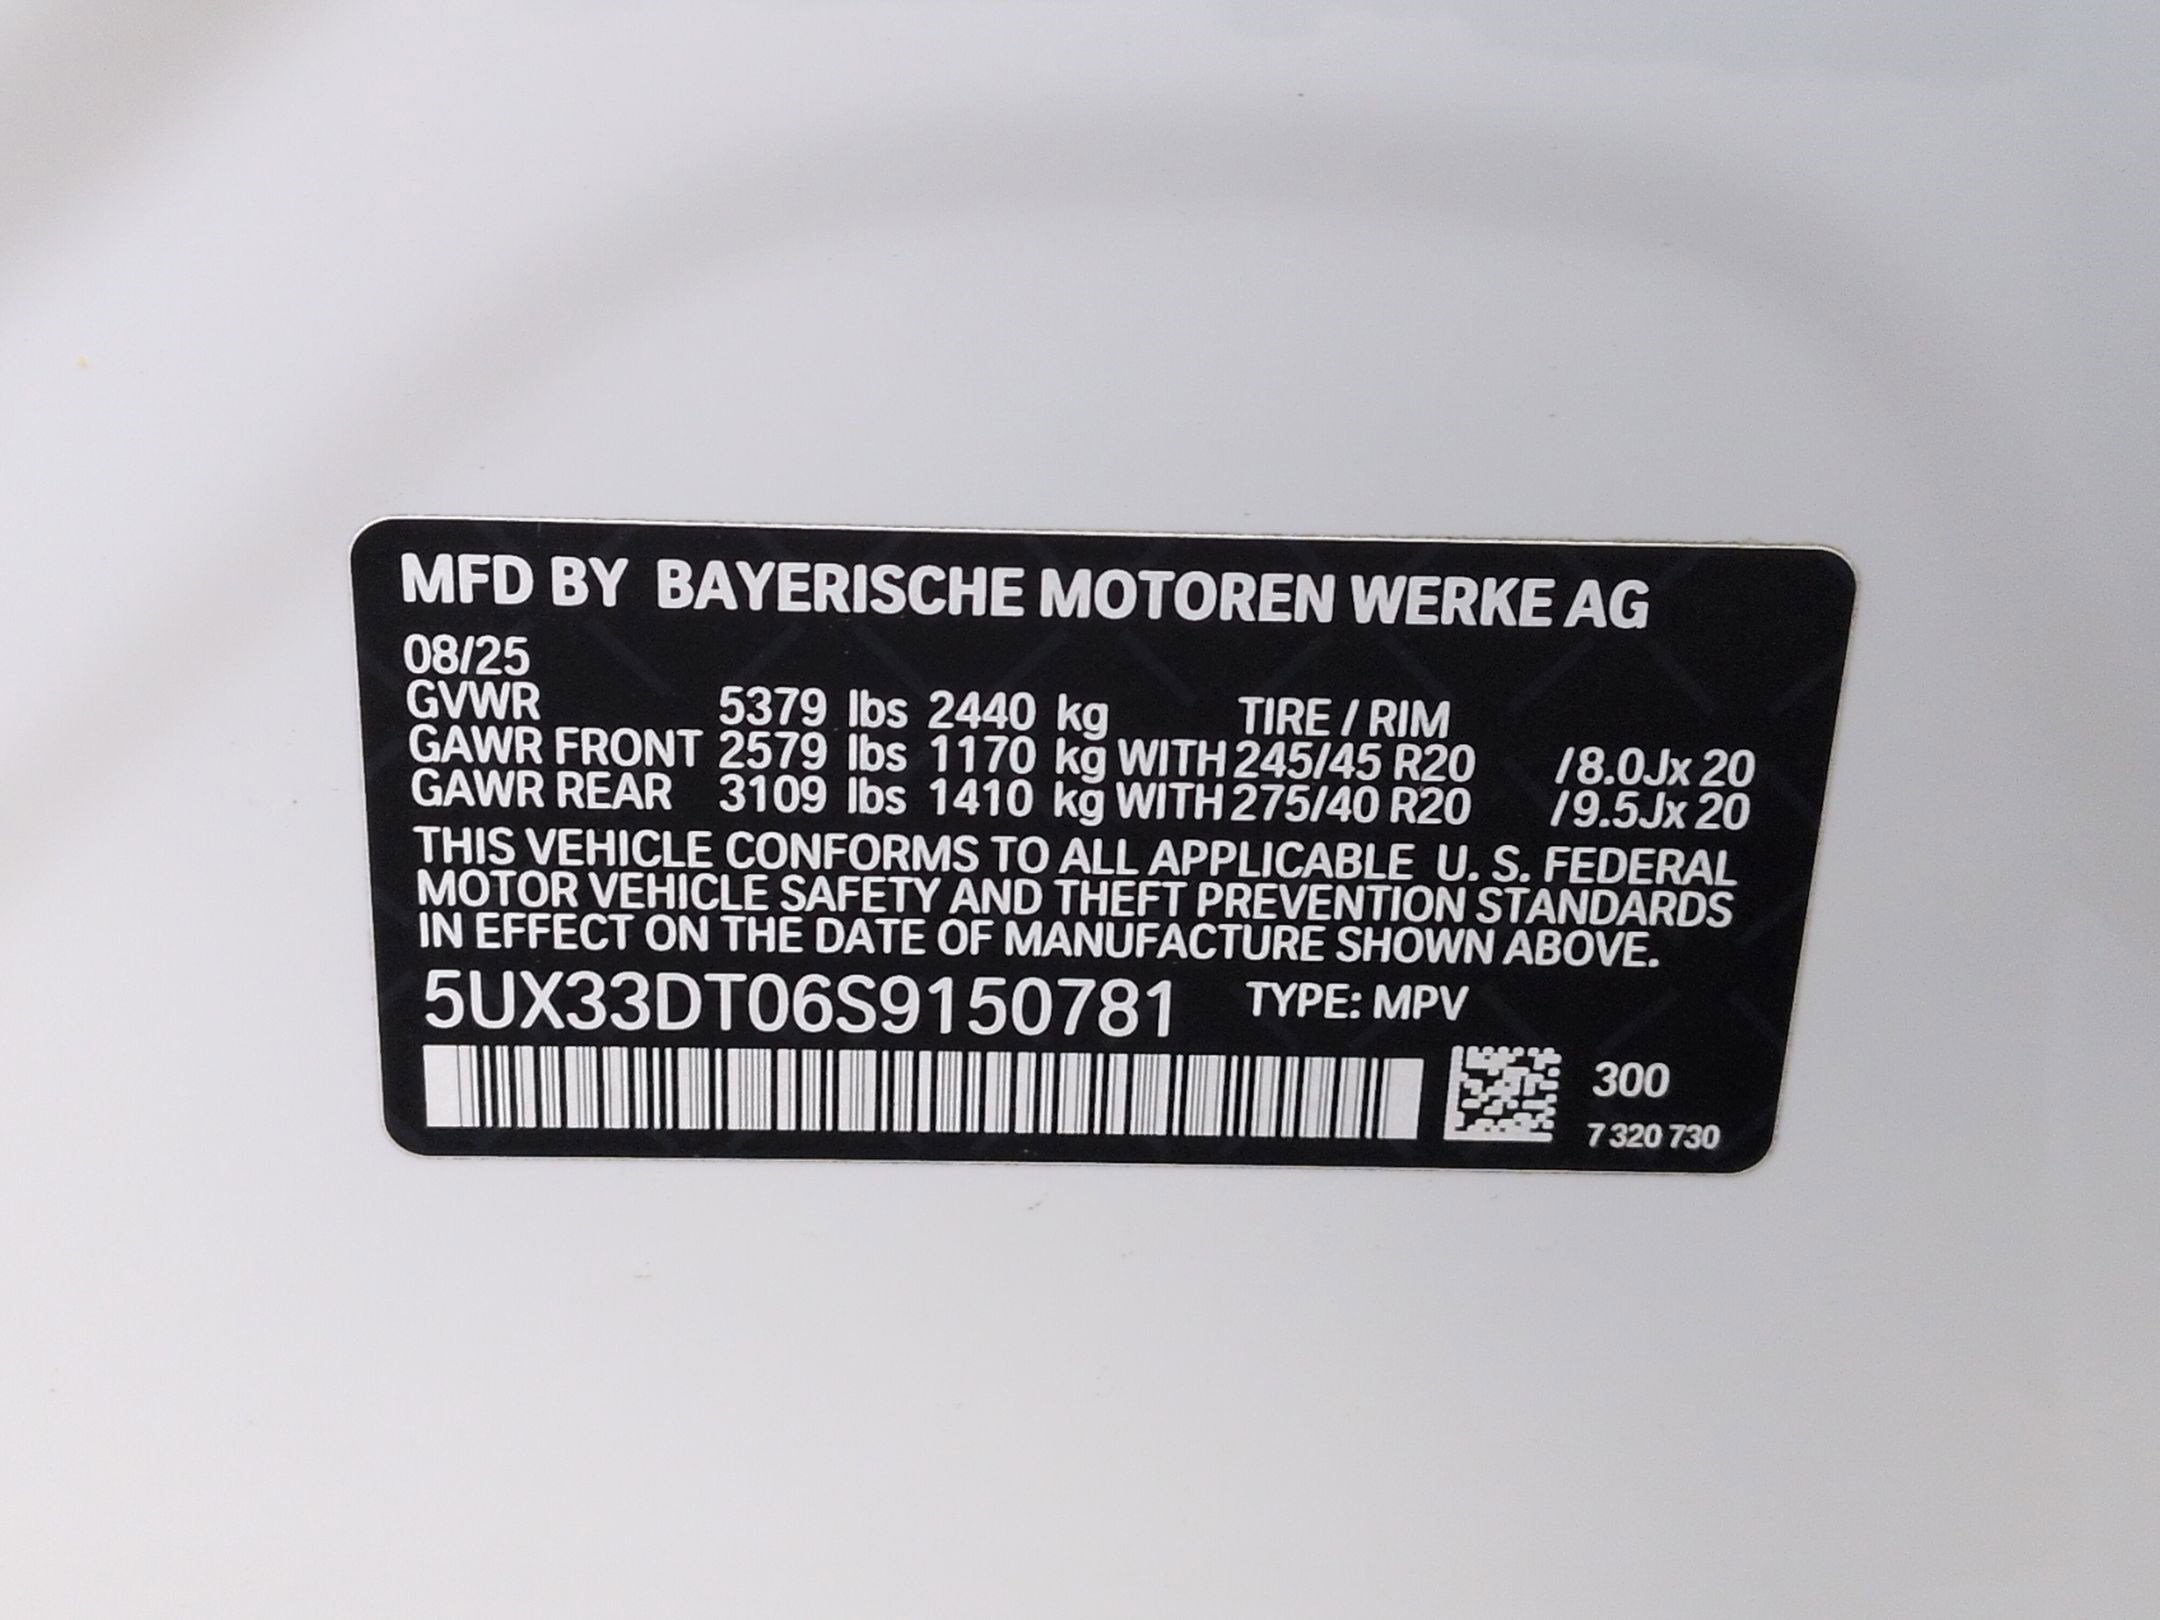 MFD BY BAYERISCHE MOTOREN WERKE AG
08/25
GVWR 5379 lbs 2440 kg TIRE / RIM
GAWR FRONT 2579 lbs 1170 kg WITH 245/45 R20 /8.0Jx 20
GAWR REAR 3109 lbs 1410 kg WITH 275/40 R20 /9.5Jx 20
THIS VEHICLE CONFORMS TO ALL APPLICABLE U. S. FEDERAL
MOTOR VEHICLE SAFETY AND THEFT PREVENTION STANDARDS
IN EFFECT ON THE DATE OF MANUFACTURE SHOWN ABOVE.
5UX33DT06S9150781 TYPE: MPV
300
7 320 730